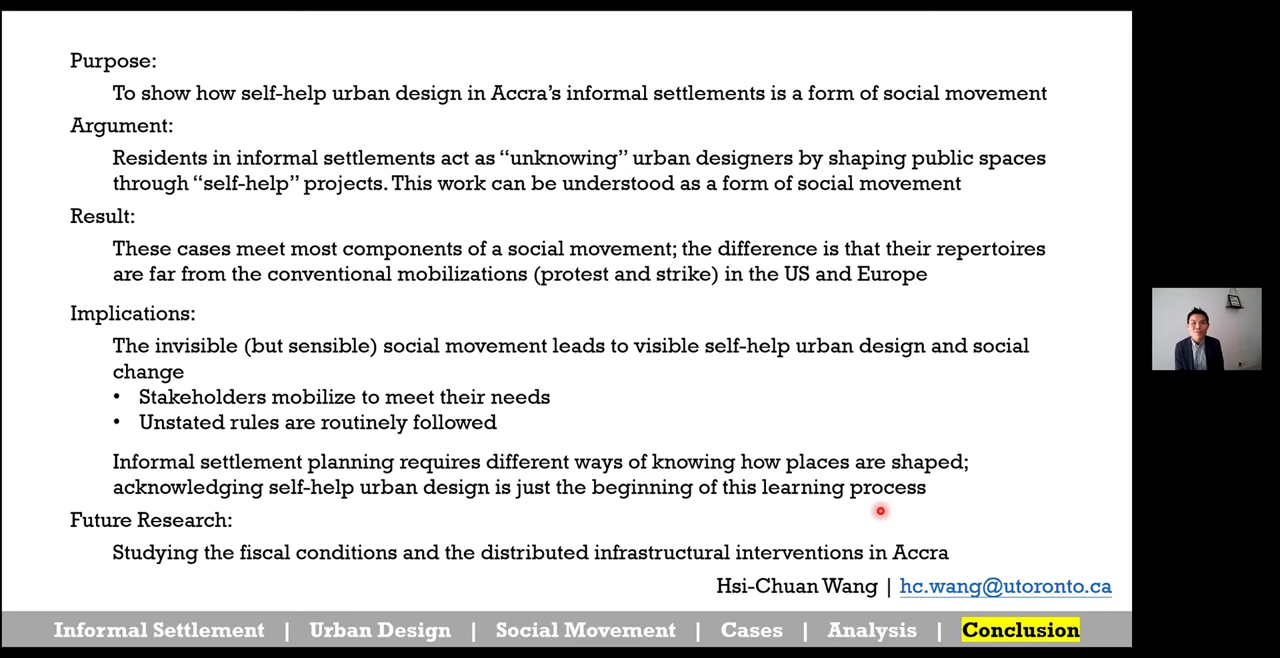 Purpose:
To show how self-help urban design in Accra’s informal settlements is a form of social movement
Argument:
Residents in informal settlements act as “unknowing” urban designers by shaping public spaces
through “self-help” projects. This work can be understood as a form of social movement
Result:
These cases meet most components of a social movement; the difference is that their repertoires
are far from the conventional mobilizations (protest and strike) in the US and Europe
Implications:
The invisible (but sensible) social movement leads to visible self-help urban design and social
change
• Stakeholders mobilize to meet their needs
• Unstated rules are routinely followed
Informal settlement planning requires different ways of knowing how places are shaped;
acknowledging self-help urban design is just the beginning of this learning process
Future Research:
Studying the fiscal conditions and the distributed infrastructural interventions in Accra
Hsi-Chuan Wang | hc.wang@utoronto.ca
Informal Settlement | Urban Design | Social Movement | Cases | Analysis | Conclusion